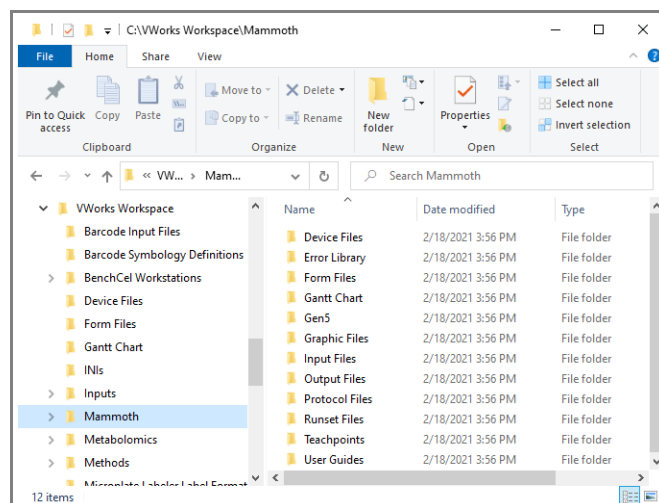 C:\VWorks Workspace\Mammoth
File Home Share View
Pin to Quick access
Copy
Paste
Move to
Copy to
Delete
Rename
New folder
Properties
Select all
Select none
Invert selection
Clipboard Organize New Open Select
« VW... › Mam... Search Mammoth
VWorks Workspace
Barcode Input Files
Barcode Symbology Definitions
BenchCel Workstations
Device Files
Form Files
Gantt Chart
INIs
Inputs
Mammoth
Metabolomics
Methods
Microplate Labeler Label Format
Name Date modified Type
Device Files 2/18/2021 3:56 PM File folder
Error Library 2/18/2021 3:56 PM File folder
Form Files 2/18/2021 3:56 PM File folder
Gantt Chart 2/18/2021 3:56 PM File folder
Gen5 2/18/2021 3:56 PM File folder
Graphic Files 2/18/2021 3:56 PM File folder
Input Files 2/18/2021 3:56 PM File folder
Output Files 2/18/2021 3:56 PM File folder
Protocol Files 2/18/2021 3:56 PM File folder
Runset Files 2/18/2021 3:56 PM File folder
Teachpoints 2/18/2021 3:56 PM File folder
User Guides 2/18/2021 3:56 PM File folder
12 items